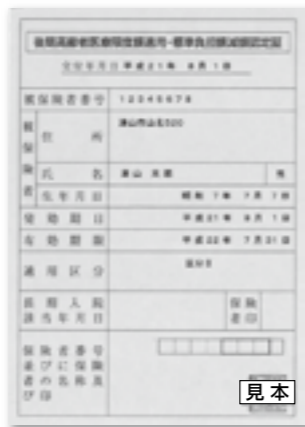 後期高齢者医療限度額適用・標準負担額減額認定証
交付年月日 平成21年 8月 1日
被保険者番号 12345678
被保険者
住所
氏名
生年月日 昭和 7年 7月 7日
発効期日 平成21年 8月 1日
有効期限 平成22年 7月31日
適用区分 区分Ⅱ
長期入院該当年月日
保険者印
保険者番号並びに保険者の名称及び印
見本